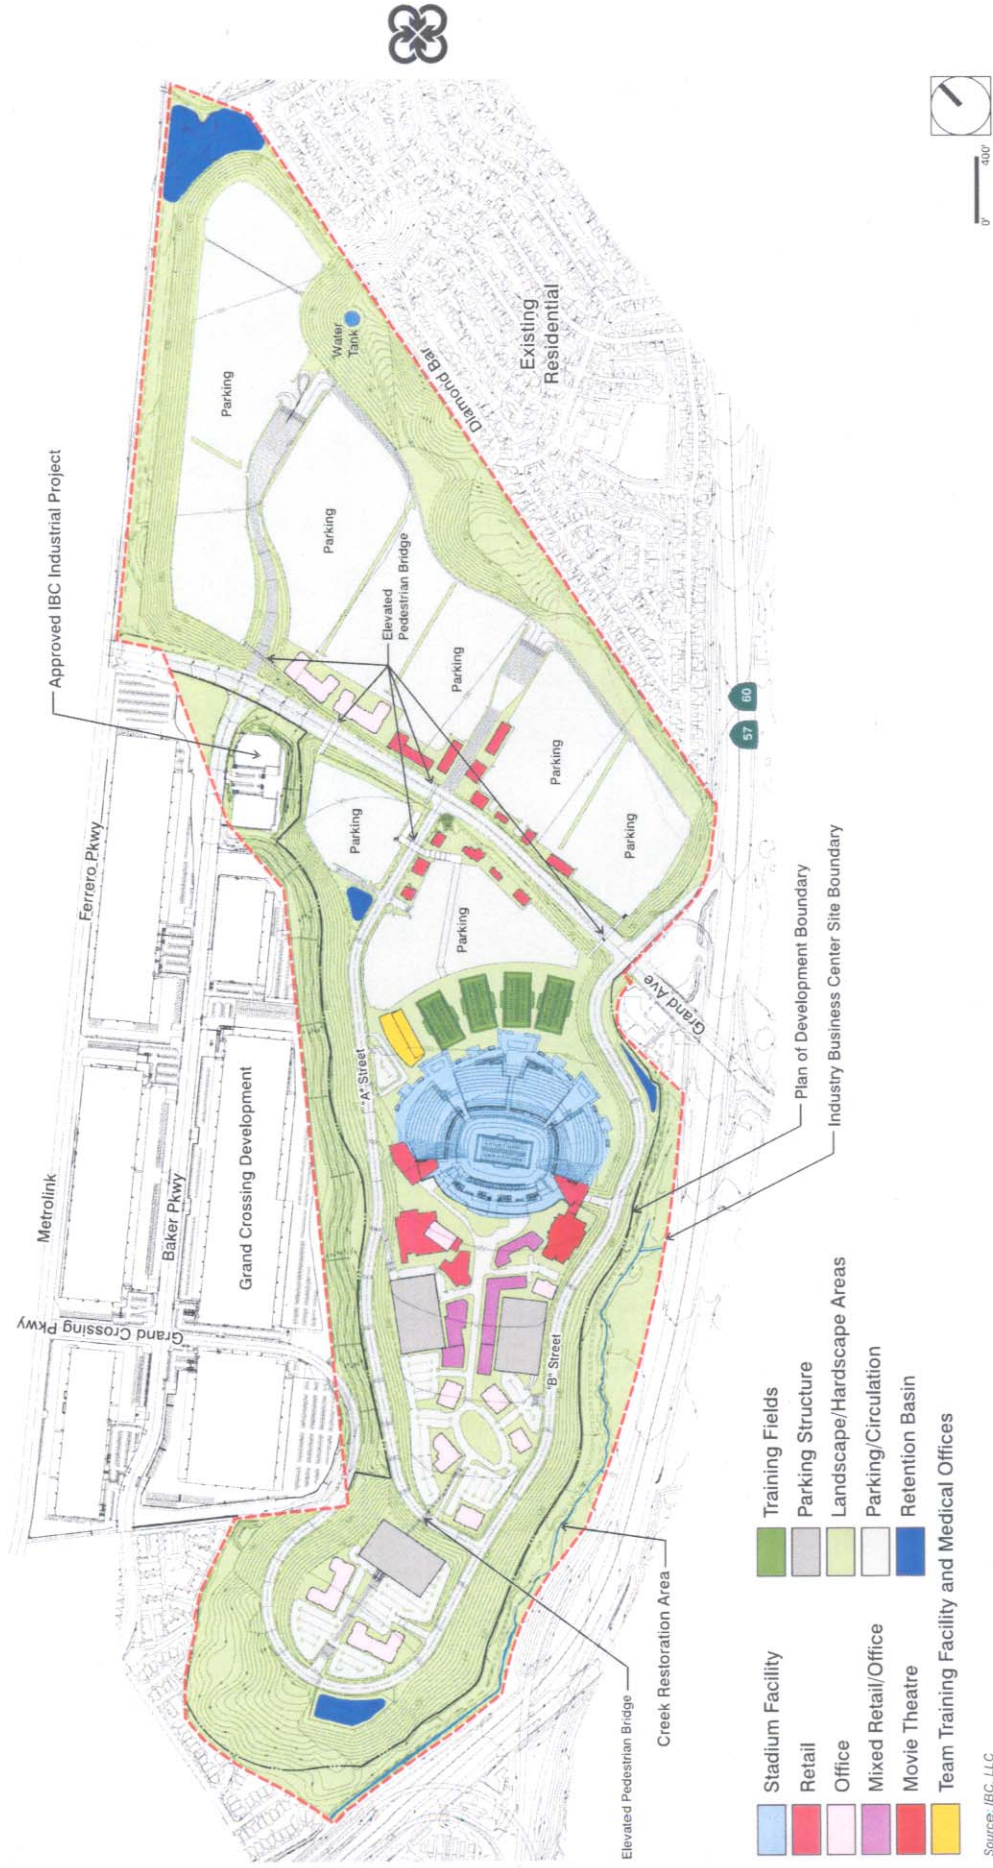 Metrolink
Ferrero Pkwy
Approved IBC Industrial Project
Grand Crossing Pkwy
Baker Pkwy
Grand Crossing Development
Parking
Water
Tank
Parking
Elevated
Pedestrian Bridge
Parking
Parking
Parking
Parking
Parking
Diamond Bar
Existing
Residential
"A" Street
"B" Street
Grand Ave
57
60
Elevated Pedestrian Bridge
Creek Restoration Area
Plan of Development Boundary
Industry Business Center Site Boundary
Stadium Facility
Retail
Office
Mixed Retail/Office
Movie Theatre
Team Training Facility and Medical Offices
Training Fields
Parking Structure
Landscape/Hardscape Areas
Parking/Circulation
Retention Basin
Source: IBC, LLC
0'
400'